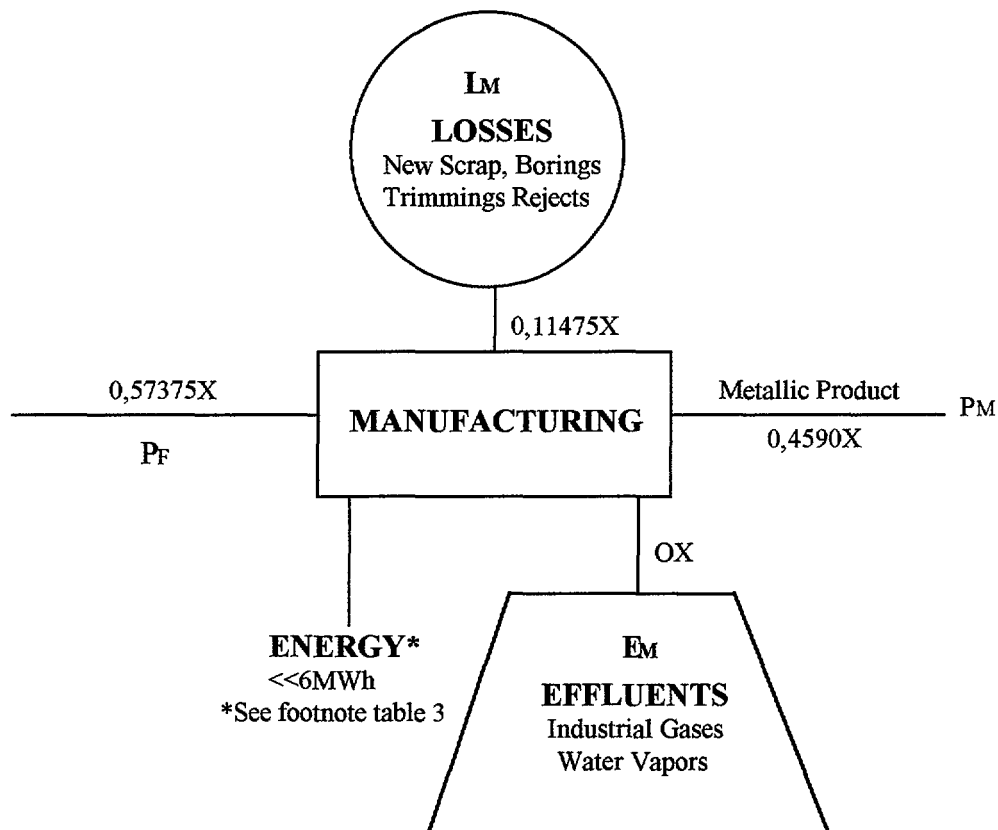 LM
LOSSES
New Scrap, Borings
Trimmings Rejects
0,11475X
0,57375X
PF
MANUFACTURING
Metallic Product
0,4590X
PM
OX
ENERGY*
<<6MWh
*See footnote table 3
EM
EFFLUENTS
Industrial Gases
Water Vapors